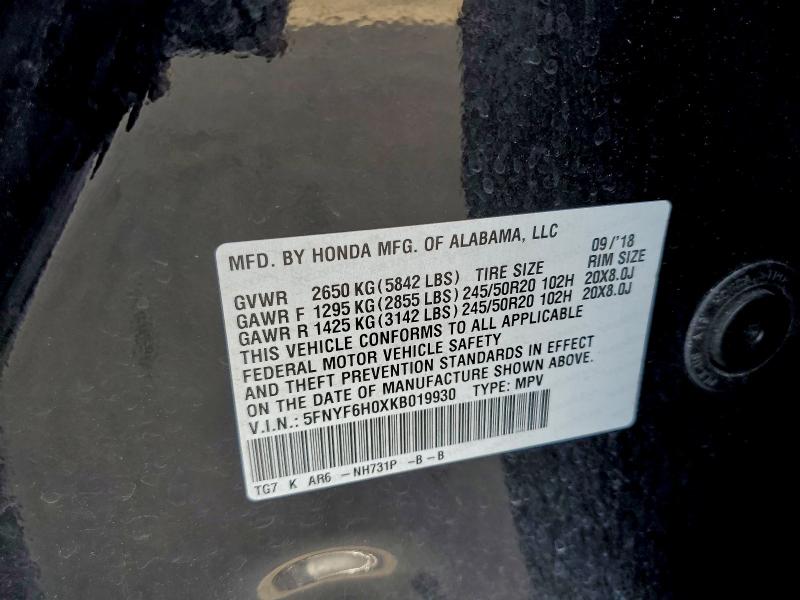 MFD. BY HONDA MFG. OF ALABAMA, LLC 09/'18
GVWR 2650 KG(5842 LBS) TIRE SIZE RIM SIZE
GAWR F 1295 KG(2855 LBS)245/50R20 102H 20X8.0J
GAWR R 1425 KG(3142 LBS)245/50R20 102H 20X8.0J
THIS VEHICLE CONFORMS TO ALL APPLICABLE
FEDERAL MOTOR VEHICLE SAFETY
AND THEFT PREVENTION STANDARDS IN EFFECT
ON THE DATE OF MANUFACTURE SHOWN ABOVE.
V.I.N.: 5FNYF6H0XKB019930 TYPE: MPV
TG7 K AR6 -NH731P -B-B